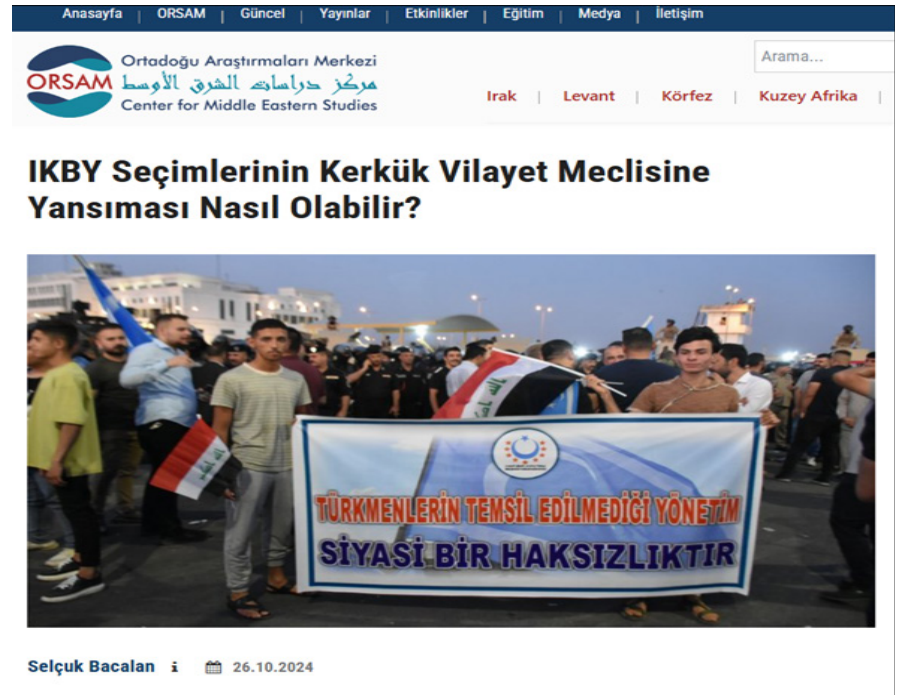 Anasayfa | ORSAM | Güncel | Yayınlar | Etkinlikler | Eğitim | Medya | İletişim
ORSAM
Ortadoğu Araştırmaları Merkezi
مركز دراسات الشرق الأوسط
Center for Middle Eastern Studies
Arama...
Irak | Levant | Körfez | Kuzey Afrika |
IKBY Seçimlerinin Kerkük Vilayet Meclisine
Yansıması Nasıl Olabilir?
TÜRKMENLERİN TEMSİL EDİLMEDİĞİ YÖNETİM
SİYASİ BİR HAKSIZLIKTIR
Selçuk Bacalan i 26.10.2024